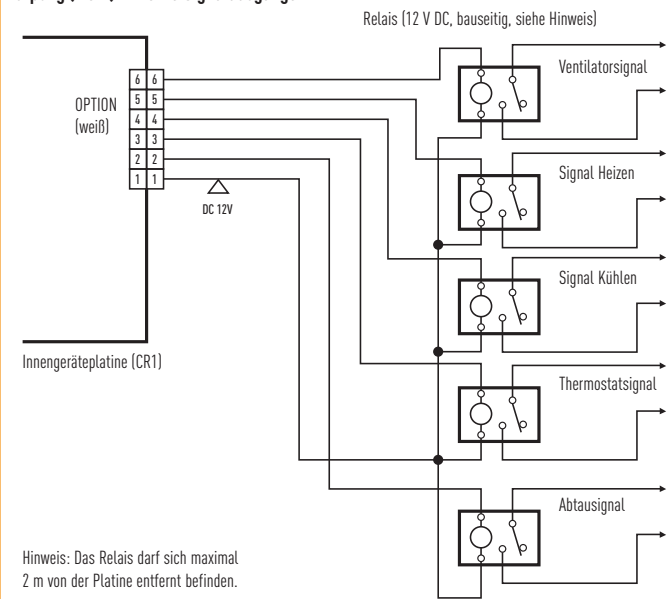 Relais (12 V DC, bauseitig, siehe Hinweis)
OPTION
(weiß)
6 6
5 5
4 4
3 3
2 2
1 1
DC 12V
Ventilatorsignal
Signal Heizen
Signal Kühlen
Thermostatsignal
Abtausignal
Innengeräteplatine (CR1)
Hinweis: Das Relais darf sich maximal
2 m von der Platine entfernt befinden.